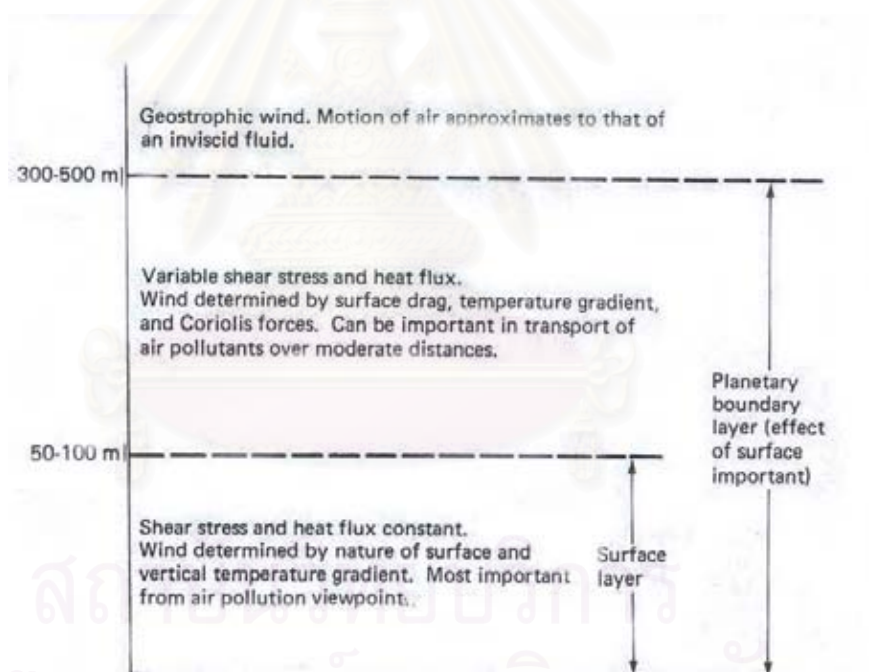 Geostrophic wind. Motion of air approximates to that of
an inviscid fluid.
300-500 m
Variable shear stress and heat flux.
Wind determined by surface drag, temperature gradient,
and Coriolis forces. Can be important in transport of
air pollutants over moderate distances.
Planetary
boundary
layer (effect
of surface
important)
50-100 m
Shear stress and heat flux constant.
Wind determined by nature of surface and
vertical temperature gradient. Most important
from air pollution viewpoint.
Surface
layer